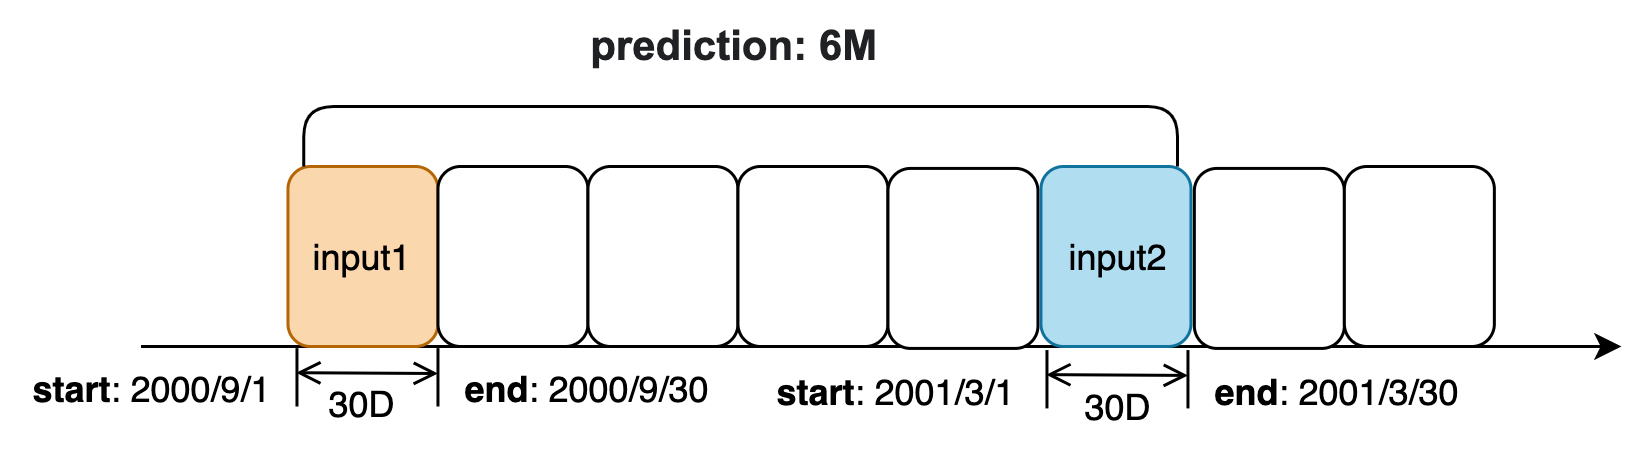 prediction: 6M
input1
input2
start: 2000/9/1
30D
end: 2000/9/30
start: 2001/3/1
30D
end: 2001/3/30